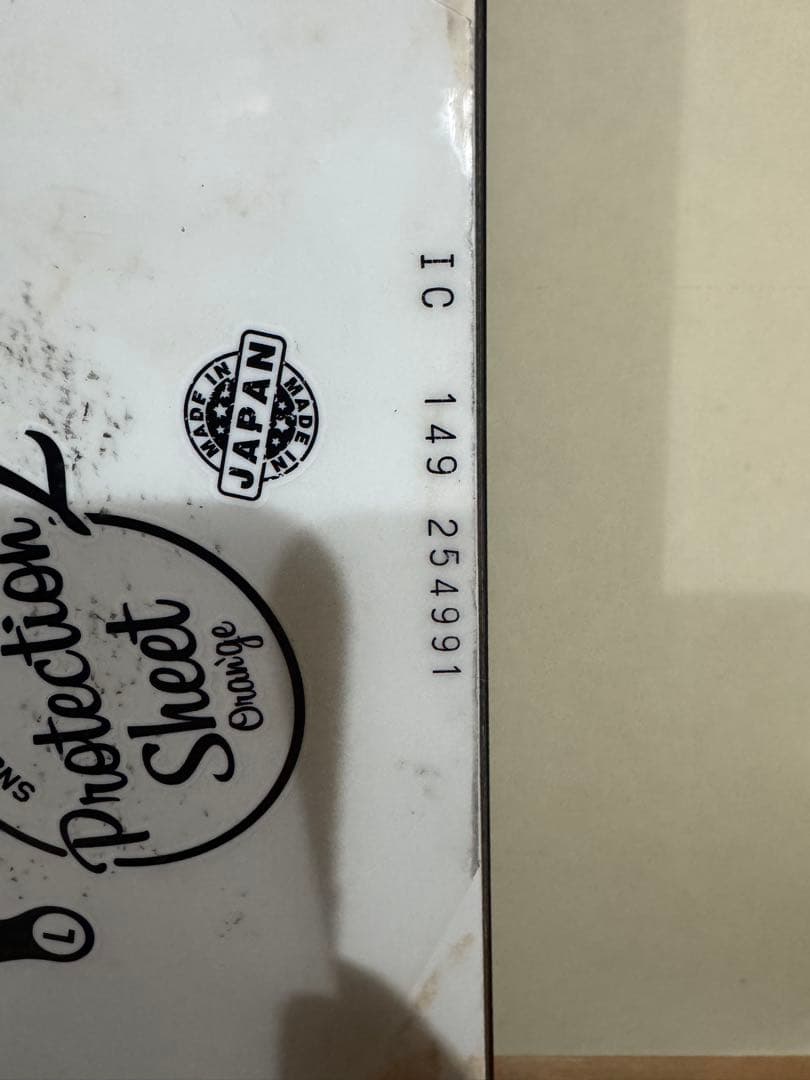 IC 149 254991
MADE IN
JAPAN
MADE IN
Protection
Sheet
Orange
L